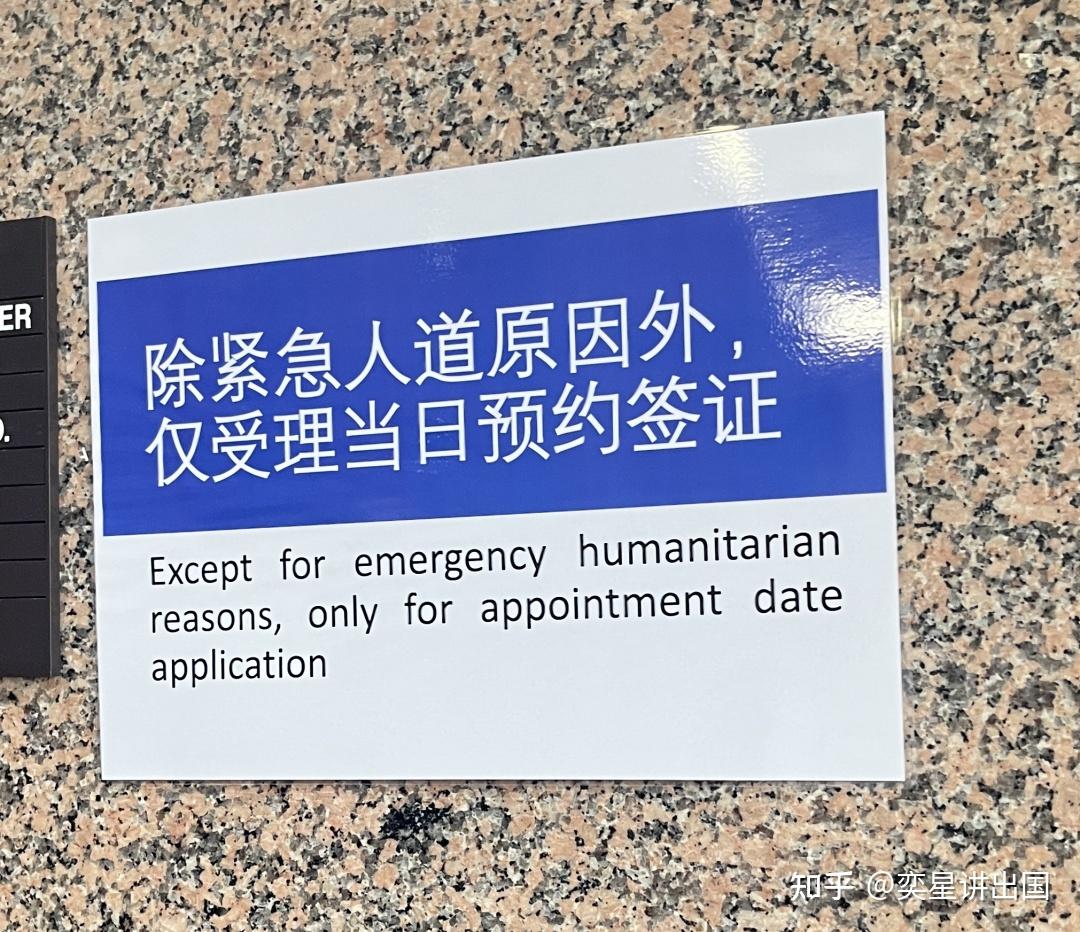 ER
除紧急人道原因外，
仅受理当日预约签证
Except for emergency humanitarian
reasons, only for appointment date
application
知乎 @奕星讲出国